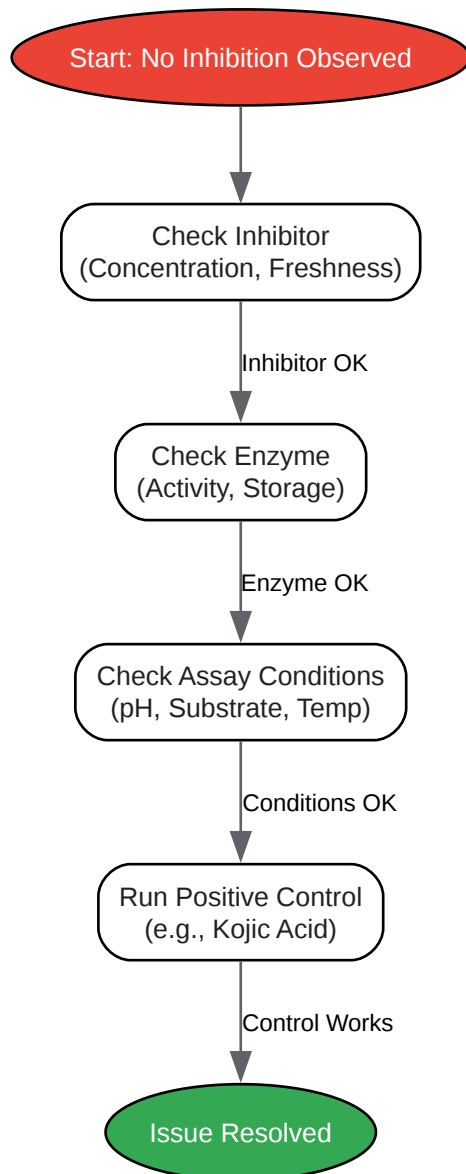 Start: No Inhibition Observed
Check Inhibitor
(Concentration, Freshness)
Inhibitor OK
Check Enzyme
(Activity, Storage)
Enzyme OK
Check Assay Conditions
(pH, Substrate, Temp)
Conditions OK
Run Positive Control
(e.g., Kojic Acid)
Control Works
Issue Resolved